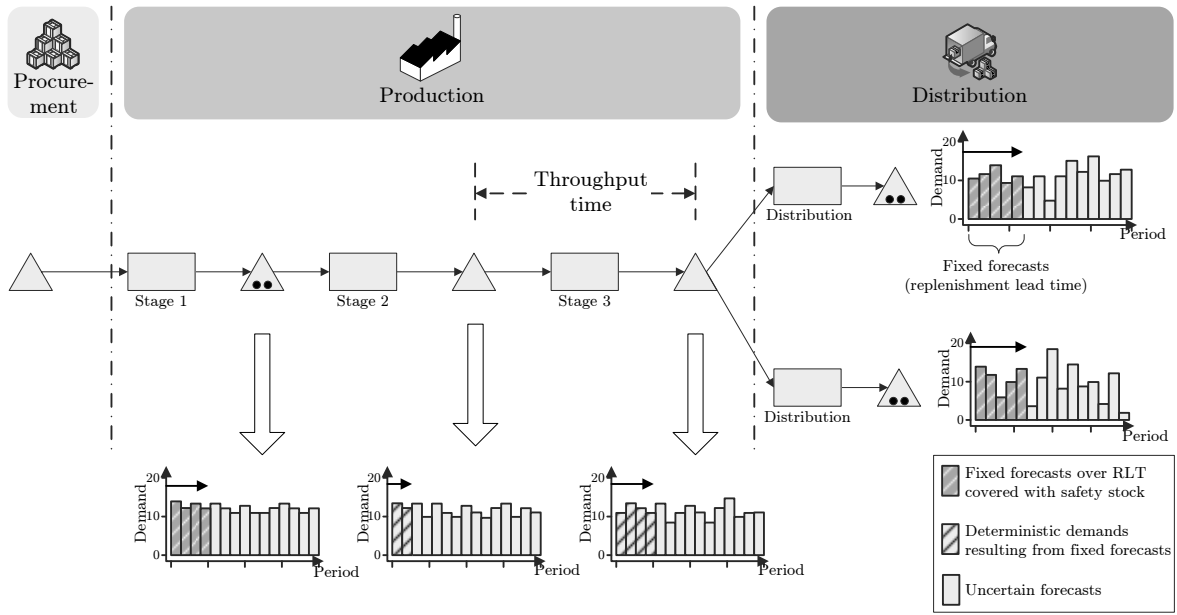 Procure-
ment
Production
Distribution
Throughput
time
Stage 1
Stage 2
Stage 3
Distribution
Distribution
20
10
0
Demand
Period
Fixed forecasts
(replenishment lead time)
20
10
0
Demand
Period
20
10
0
Demand
Period
20
10
0
Demand
Period
20
10
0
Demand
Period
Fixed forecasts over RLT
covered with safety stock
Deterministic demands
resulting from fixed forecasts
Uncertain forecasts